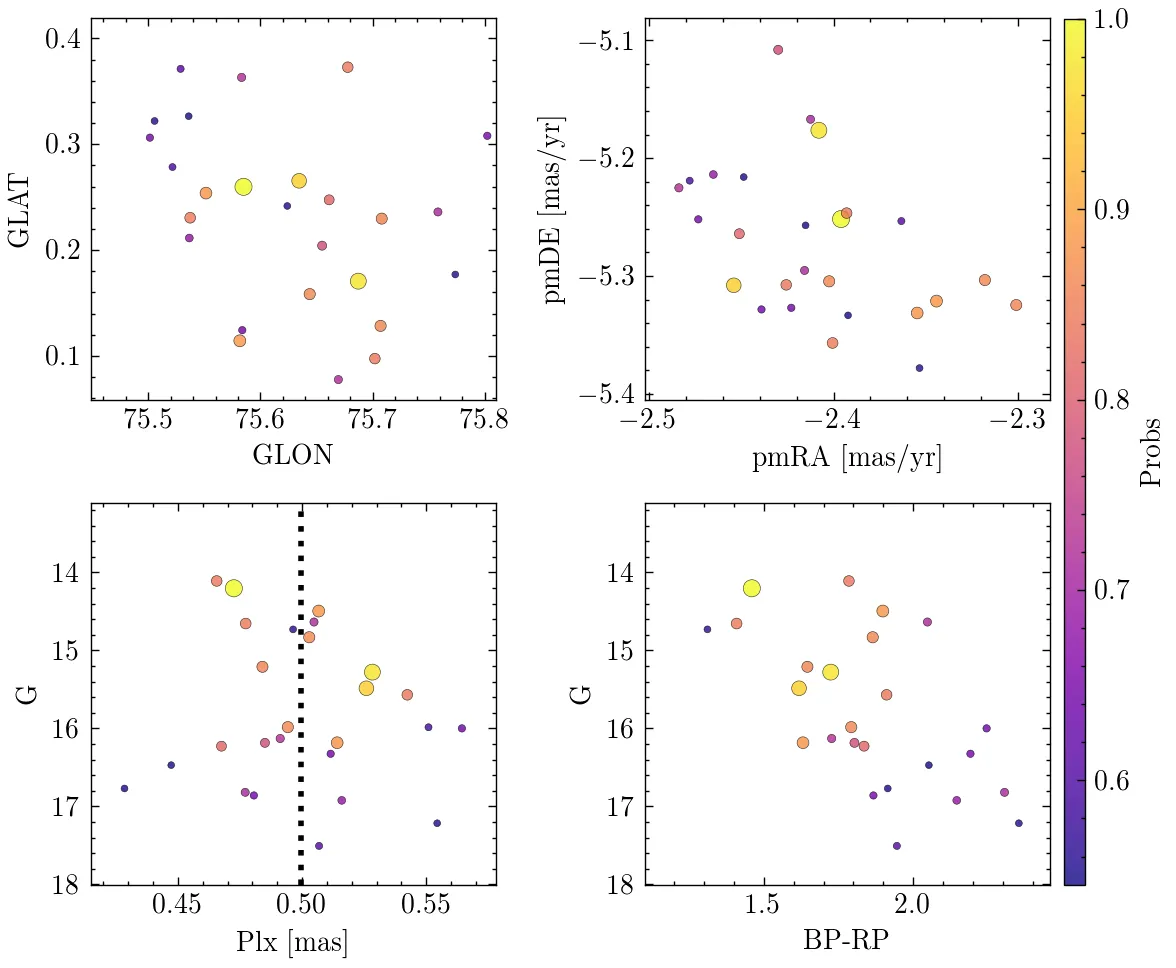 0.4
0.3
0.2
0.1
GLAT
75.5 75.6 75.7 75.8
GLON
−5.1
−5.2
−5.3
−5.4
pmDE [mas/yr]
−2.5 −2.4 −2.3
pmRA [mas/yr]
14
15
16
17
18
G
0.45 0.50 0.55
Plx [mas]
14
15
16
17
18
G
1.5 2.0
BP-RP
1.0
0.9
0.8
0.7
0.6
Probs